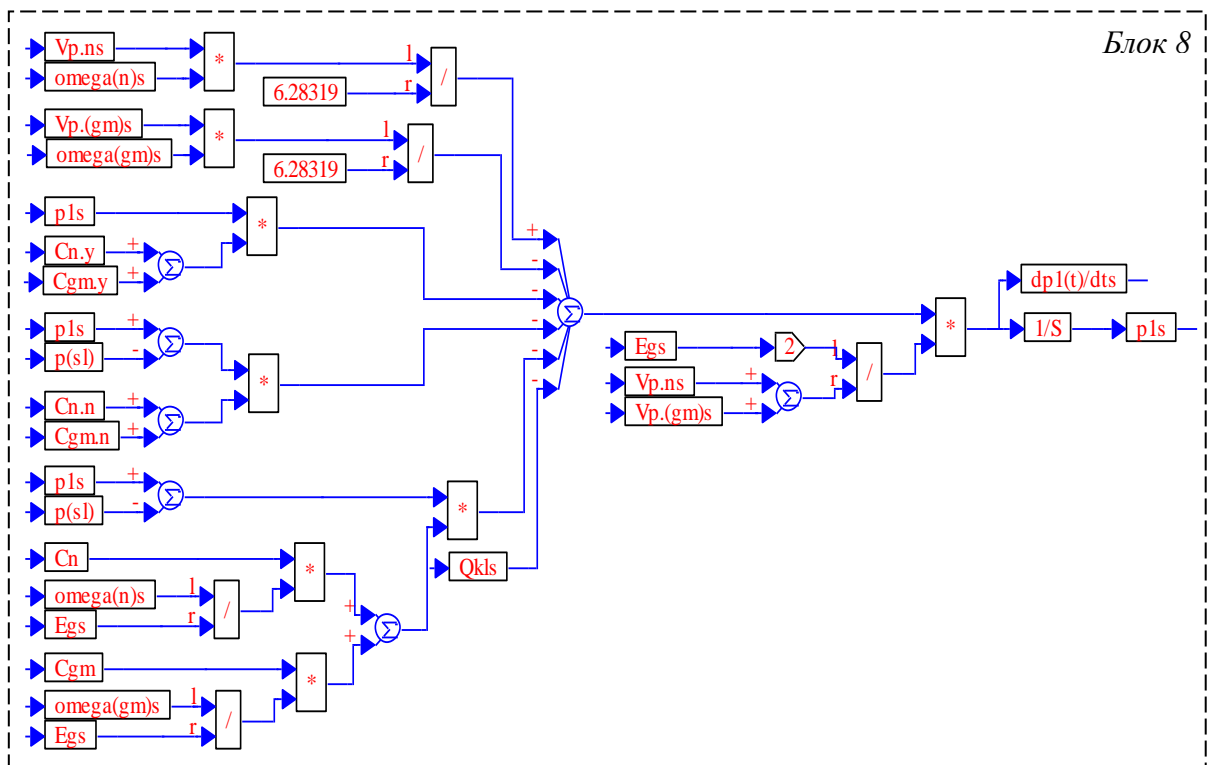 Блок 8
Vp.ns
omega(n)s
*
l
r
6.28319
/
Vp.(gm)s
omega(gm)s
*
l
r
6.28319
/
p1s
*
Cn.y
+
Cgm.y
+
Σ
p1s
+
p(sl)
-
Σ
*
Cn.n
+
Cgm.n
+
Σ
p1s
+
p(sl)
-
Σ
*
Cn
*
omega(n)s
l
Egs
r
/
+
+
Σ
Cgm
*
omega(gm)s
l
Egs
r
/
Qkls
+
-
-
-
-
-
Σ
Egs
2
l
r
/
Vp.ns
+
Vp.(gm)s
+
Σ
*
dp1(t)/dts
1/S
p1s